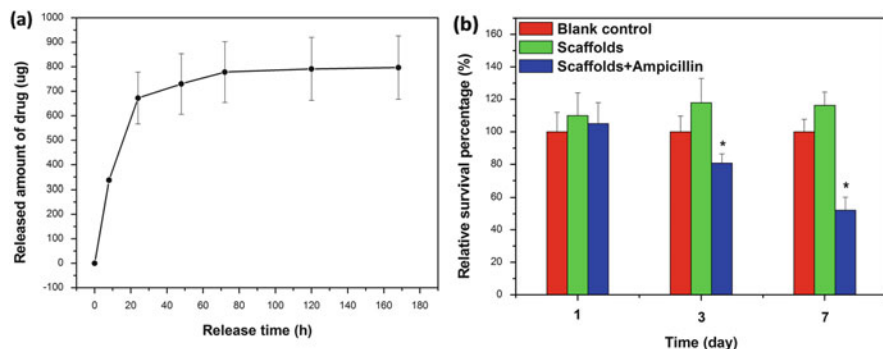 (a)
1000
900
800
700
600
500
400
300
200
100
0
-100
Released amount of drug (ug)
0 20 40 60 80 100 120 140 160 180
Release time (h)
(b)
Blank control
Scaffolds
Scaffolds+Ampicillin
160
140
120
100
80
60
40
20
0
Relative survival percentage (%)
*
*
1 3 7
Time (day)